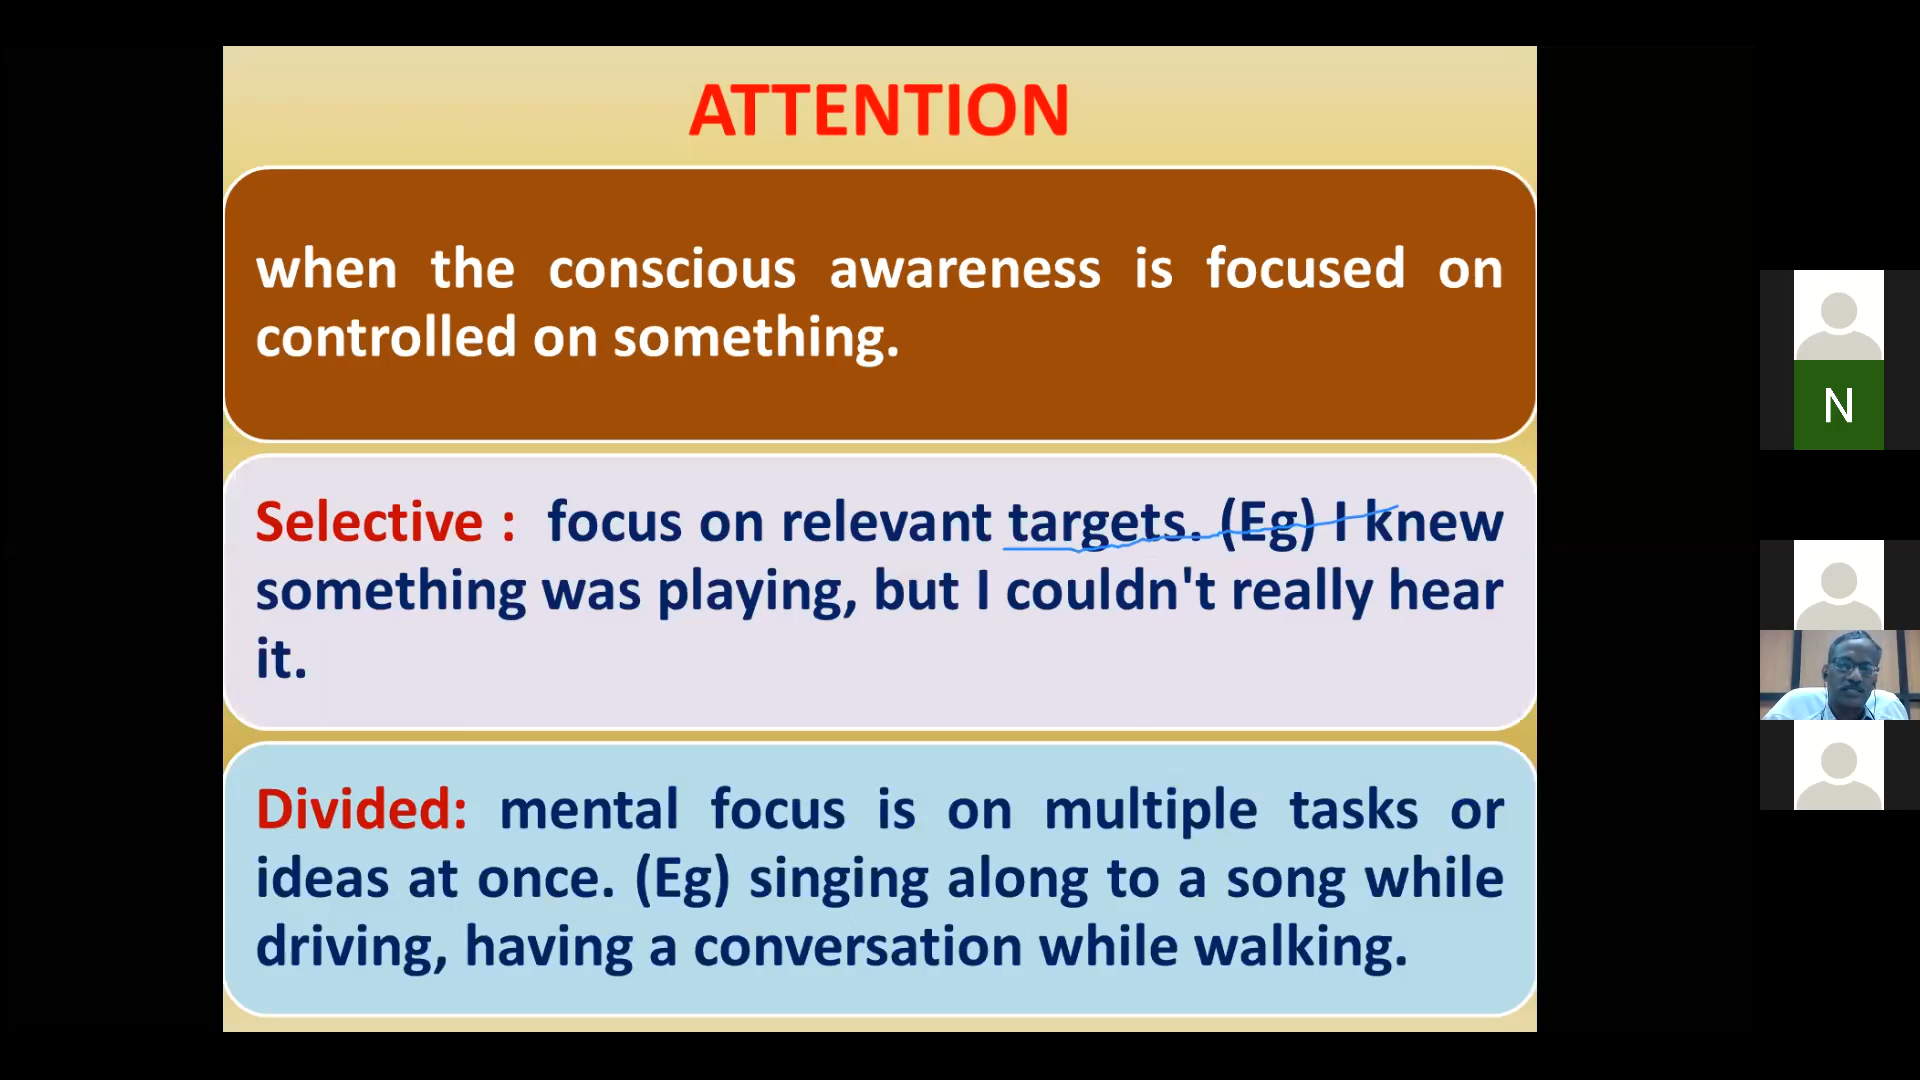 ATTENTION
when the conscious awareness is focused on
controlled on something.
Selective : focus on relevant targets. (Eg) I knew
something was playing, but I couldn't really hear
it.
Divided: mental focus is on multiple tasks or
ideas at once. (Eg) singing along to a song while
driving, having a conversation while walking.
N